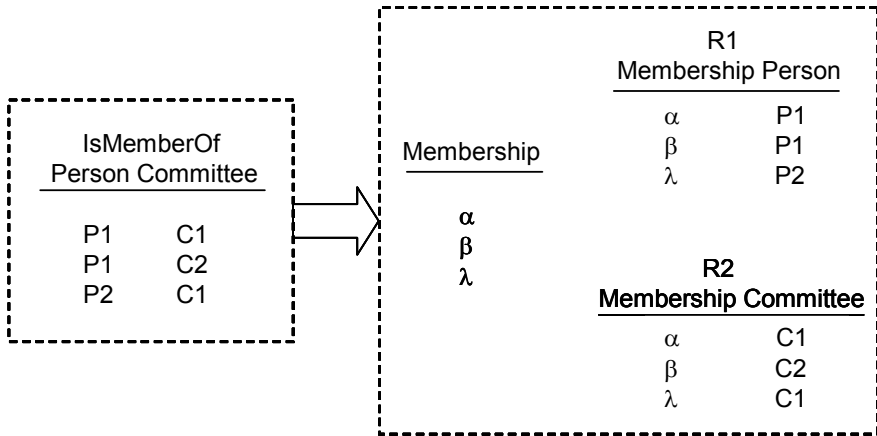 IsMemberOf
Person Committee
P1 C1
P1 C2
P2 C1
Membership
α
β
λ
R1
Membership Person
α P1
β P1
λ P2
R2
Membership Committee
α C1
β C2
λ C1